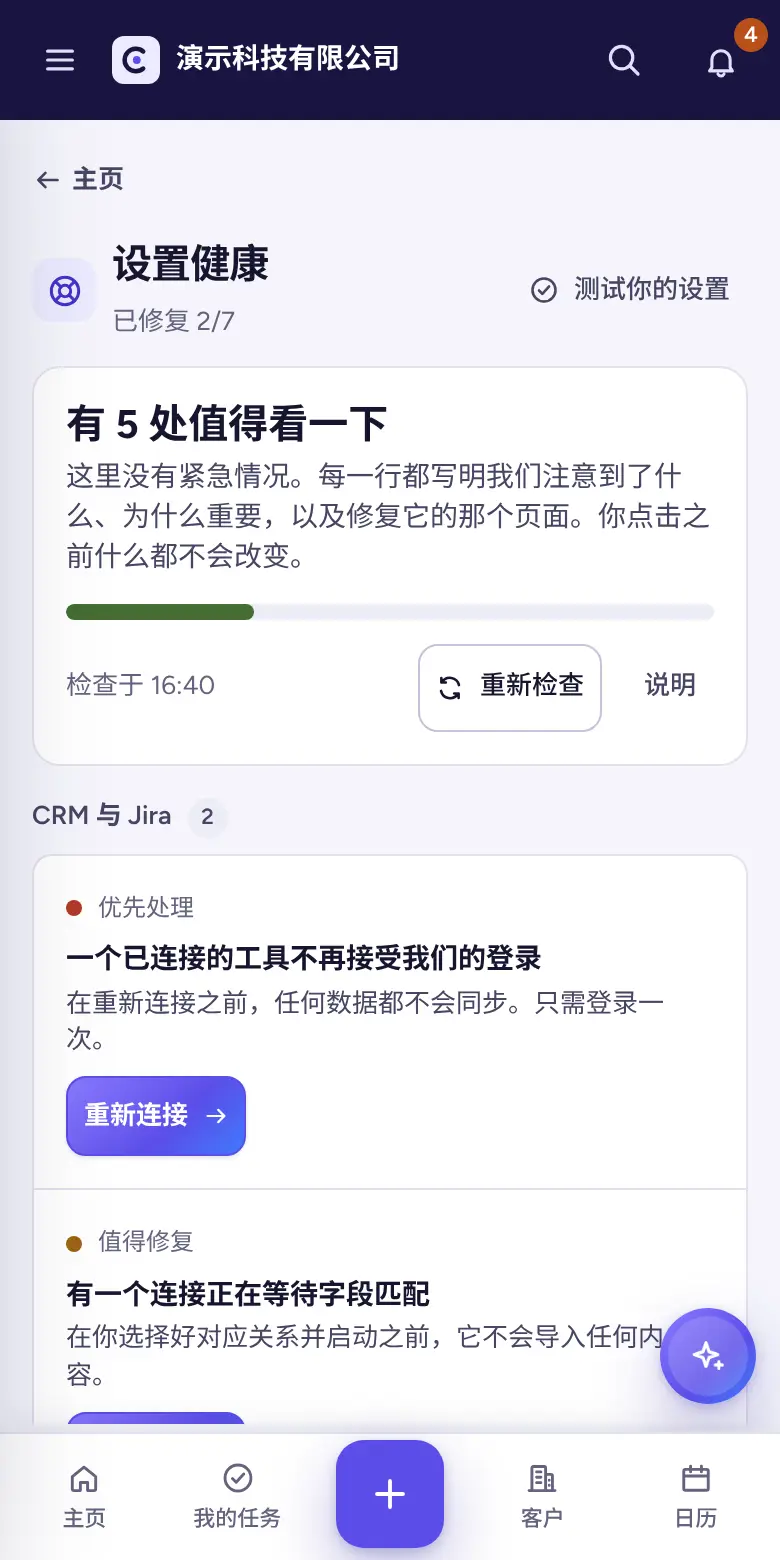 演示科技有限公司
4
主页
设置健康
已修复 2/7
测试你的设置
有 5 处值得看一下
这里没有紧急情况。每一行都写明我们注意到了什
么、为什么重要，以及修复它的那个页面。你点击之
前什么都不会改变。
检查于 16:40
重新检查
说明
CRM 与 Jira 2
优先处理
一个已连接的工具不再接受我们的登录
在重新连接之前，任何数据都不会同步。只需登录一
次。
重新连接
值得修复
有一个连接正在等待字段匹配
在你选择好对应关系并启动之前，它不会导入任何内
容。
主页
我的任务
客户
日历